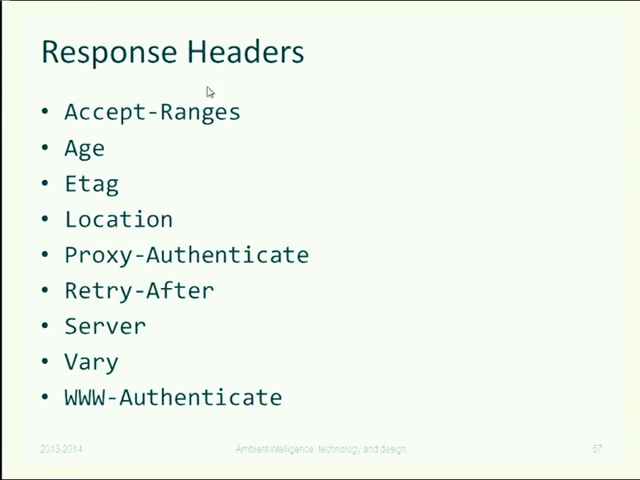 Response Headers
• Accept-Ranges
• Age
• Etag
• Location
• Proxy-Authenticate
• Retry-After
• Server
• Vary
• WWW-Authenticate
2013/2014 Ambient intelligence: technology and design 57